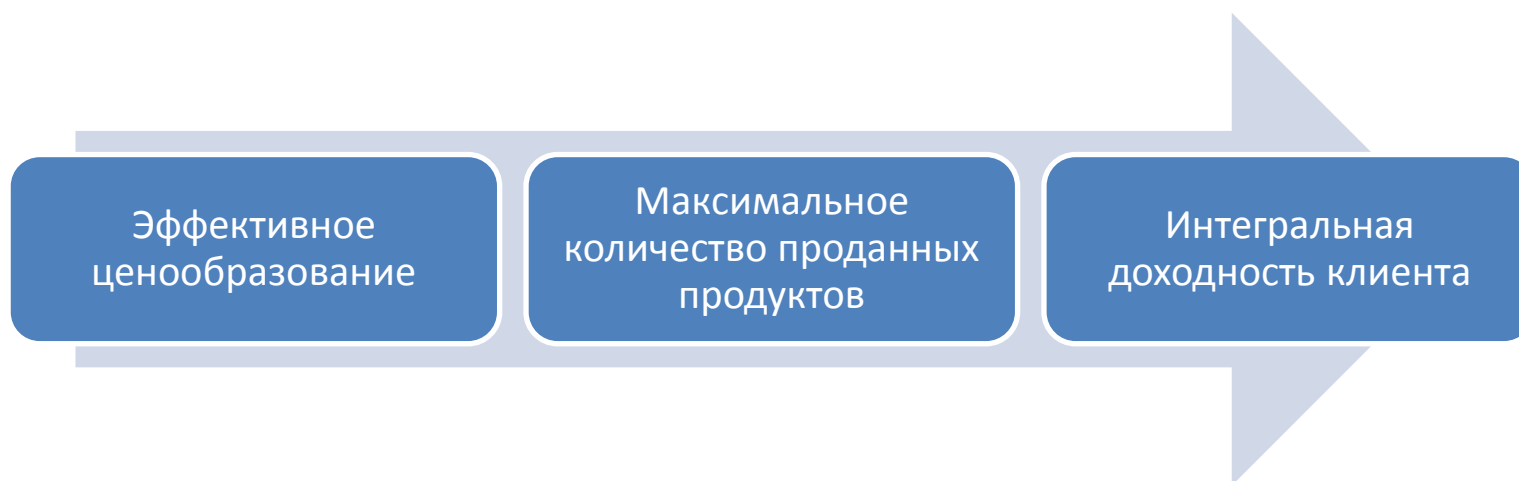 Эффективное
ценообразование
Максимальное
количество проданных
продуктов
Интегральная
доходность клиента